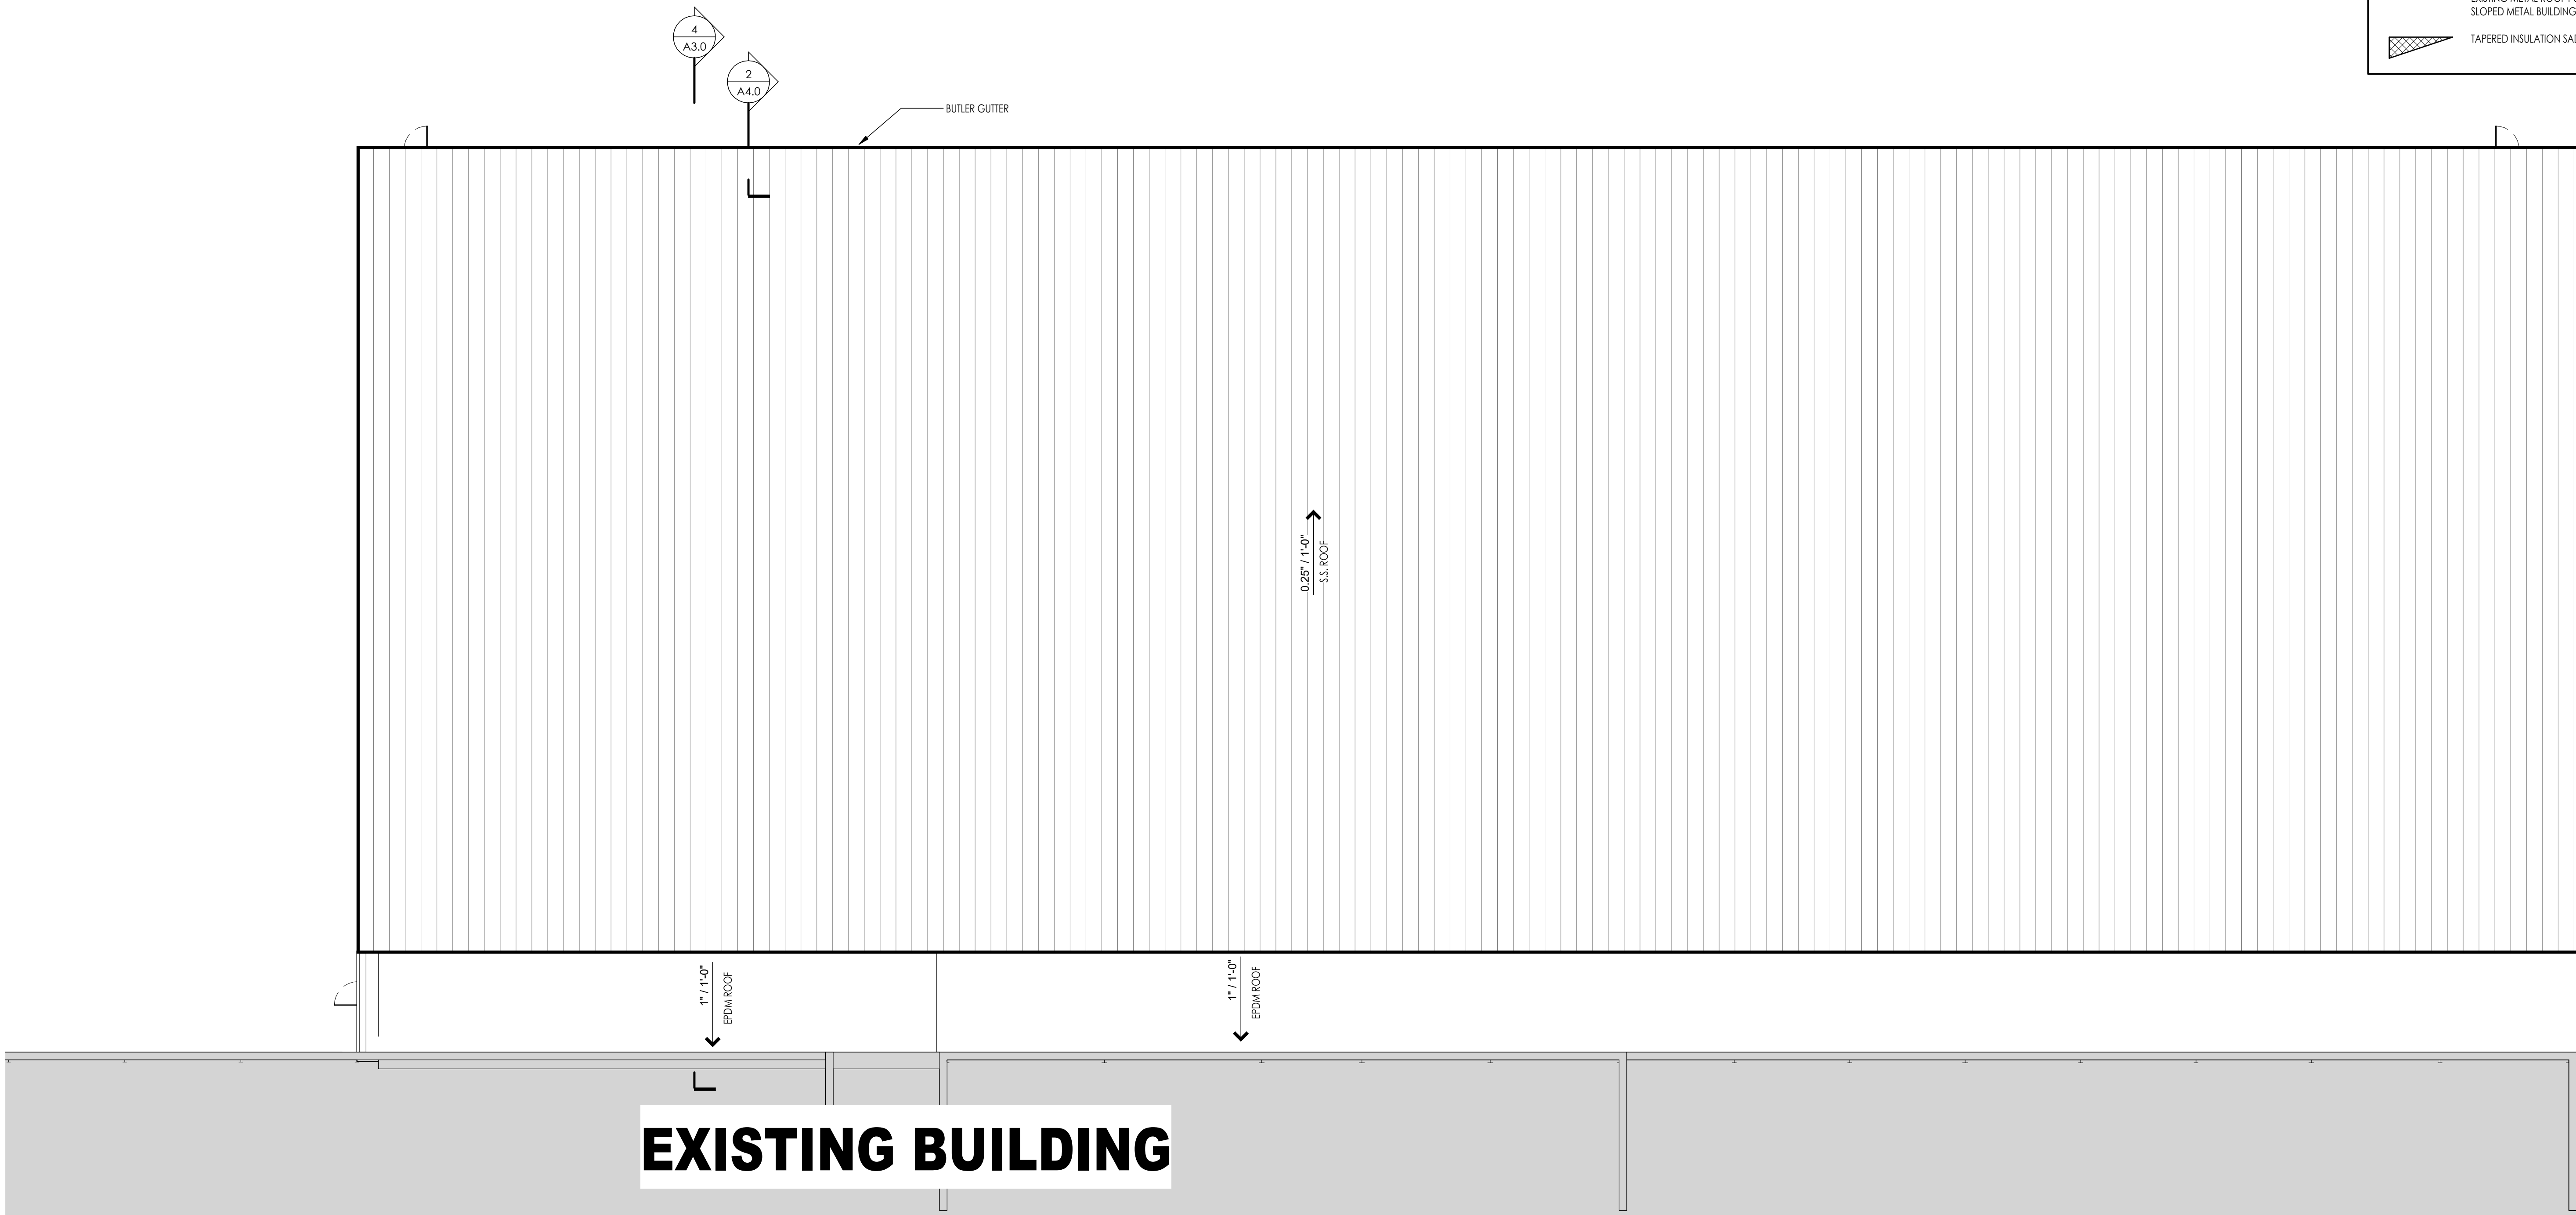 SLOPED METAL BUILDING
TAPERED INSULATION
4
A3.0
2
A4.0
BUTLER GUTTER
0.25" / 1'-0"
S.S. ROOF
1" / 1'-0"
EPDM ROOF
1" / 1'-0"
EPDM ROOF
EXISTING BUILDING